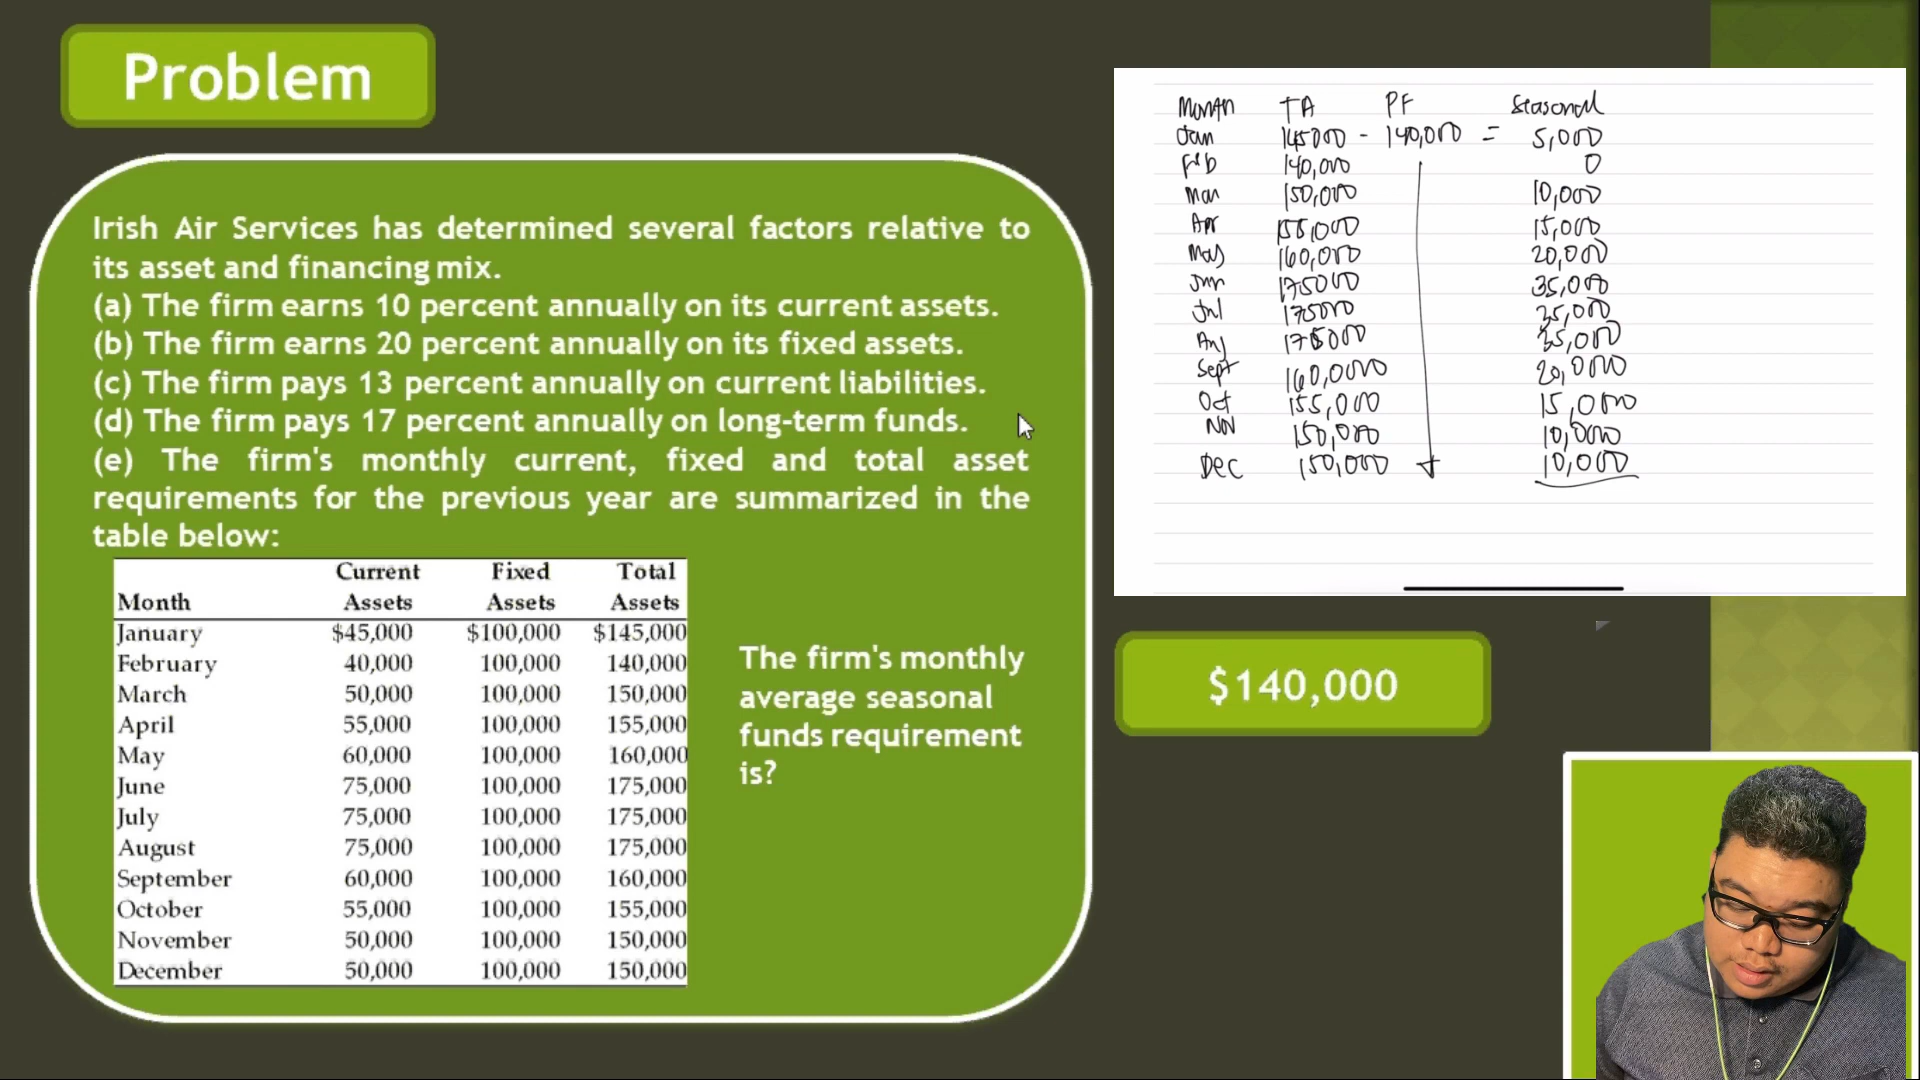 Problem
Irish Air Services has determined several factors relative to
its asset and financing mix.
(a) The firm earns 10 percent annually on its current assets.
(b) The firm earns 20 percent annually on its fixed assets.
(c) The firm pays 13 percent annually on current liabilities.
(d) The firm pays 17 percent annually on long-term funds.
(e) The firm's monthly current, fixed and total asset
requirements for the previous year are summarized in the
table below:
Current Fixed Total
Month Assets Assets Assets
January $45,000 $100,000 $145,000
February 40,000 100,000 140,000
March 50,000 100,000 150,000
April 55,000 100,000 155,000
May 60,000 100,000 160,000
June 75,000 100,000 175,000
July 75,000 100,000 175,000
August 75,000 100,000 175,000
September 60,000 100,000 160,000
October 55,000 100,000 155,000
November 50,000 100,000 150,000
December 50,000 100,000 150,000
The firm's monthly
average seasonal
funds requirement
is?
Month TA PF Seasonal
Jan 145000 - 140,000 = 5,000
Feb 140,000 0
Mar 150,000 10,000
Apr 155,000 15,000
May 160,000 20,000
Jun 175000 35,000
Jul 175000 35,000
Aug 175000 35,000
Sept 160,000 20,000
Oct 155,000 15,000
Nov 150,000 10,000
Dec 150,000 10,000
$140,000